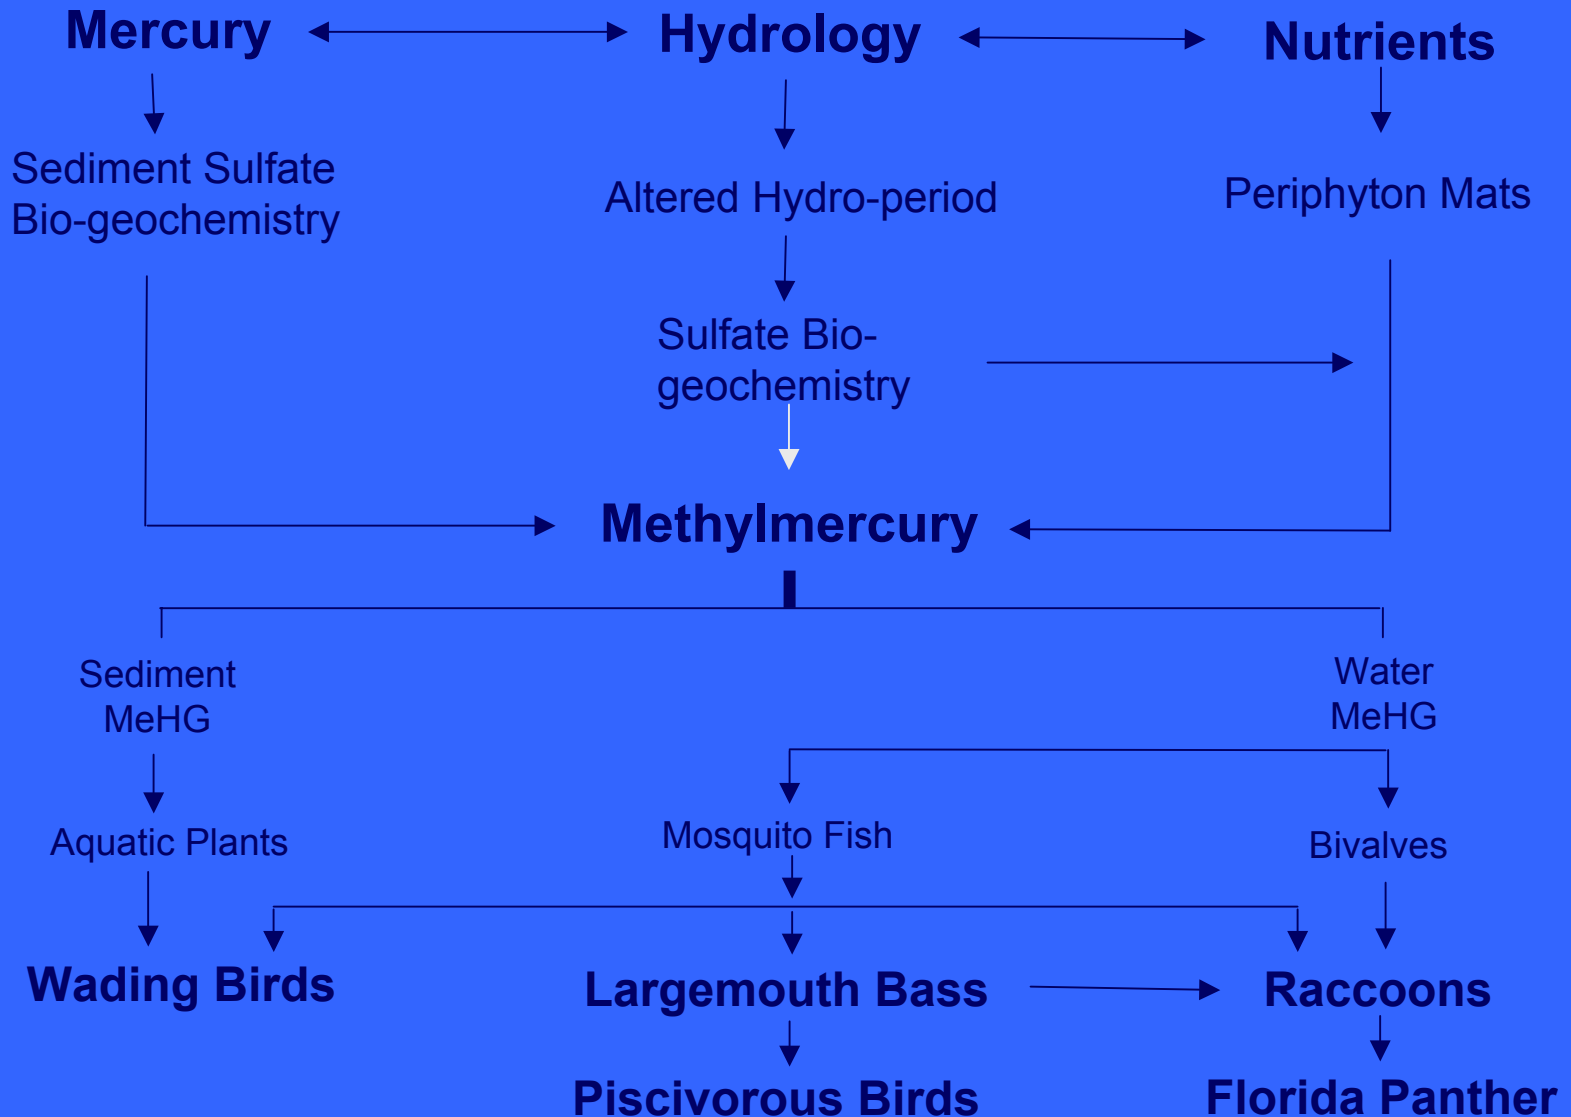 Mercury
Hydrology
Nutrients
Sediment Sulfate
Bio-geochemistry
Altered Hydro-period
Periphyton Mats
Sulfate Bio-
geochemistry
Methylmercury
Sediment
MeHG
Water
MeHG
Aquatic Plants
Mosquito Fish
Bivalves
Wading Birds
Largemouth Bass
Raccoons
Piscivorous Birds
Florida Panther